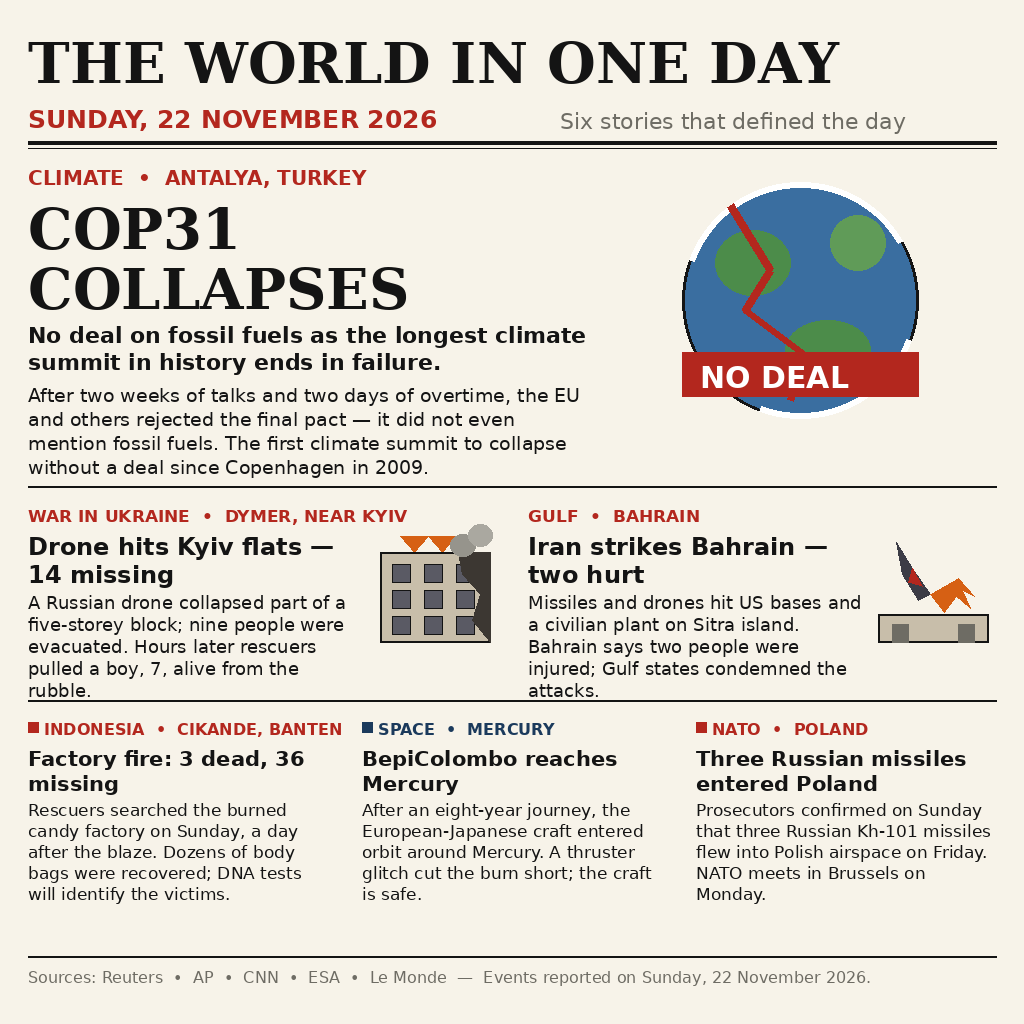 THE WORLD IN ONE DAY
SUNDAY, 22 NOVEMBER 2026
Six stories that defined the day
CLIMATE • ANTALYA, TURKEY
COP31
COLLAPSES
No deal on fossil fuels as the longest climate
summit in history ends in failure.
After two weeks of talks and two days of overtime, the EU
and others rejected the final pact — it did not even
mention fossil fuels. The first climate summit to collapse
without a deal since Copenhagen in 2009.
NO DEAL
WAR IN UKRAINE • DYMER, NEAR KYIV
Drone hits Kyiv flats —
14 missing
A Russian drone collapsed part of a
five-storey block; nine people were
evacuated. Hours later rescuers
pulled a boy, 7, alive from the
rubble.
GULF • BAHRAIN
Iran strikes Bahrain —
two hurt
Missiles and drones hit US bases and
a civilian plant on Sitra island.
Bahrain says two people were
injured; Gulf states condemned the
attacks.
INDONESIA • CIKANDE, BANTEN
Factory fire: 3 dead, 36
missing
Rescuers searched the burned
candy factory on Sunday, a day
after the blaze. Dozens of body
bags were recovered; DNA tests
will identify the victims.
SPACE • MERCURY
BepiColombo reaches
Mercury
After an eight-year journey, the
European-Japanese craft entered
orbit around Mercury. A thruster
glitch cut the burn short; the craft
is safe.
NATO • POLAND
Three Russian missiles
entered Poland
Prosecutors confirmed on Sunday
that three Russian Kh-101 missiles
flew into Polish airspace on Friday.
NATO meets in Brussels on
Monday.
Sources: Reuters • AP • CNN • ESA • Le Monde — Events reported on Sunday, 22 November 2026.